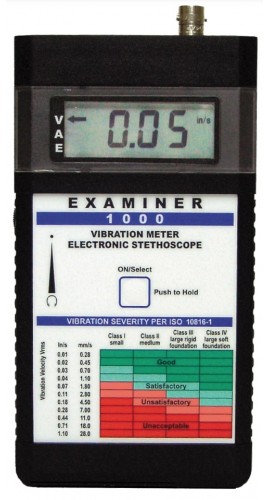 V
A
E
0.05
in/s
EXAMINER
1000
VIBRATION METER
ELECTRONIC STETHOSCOPE
ON/Select
Push to Hold
VIBRATION SEVERITY PER ISO 10816-1
Vibration Velocity Vrms
in/s mm/s Class I small Class II medium Class III large rigid foundation Class IV large soft foundation
0.01 0.28
0.02 0.45 Good
0.03 0.70
0.04 1.10
0.07 1.80 Satisfactory
0.11 2.80
0.18 4.50 Unsatisfactory
0.28 7.00
0.44 11.0
0.71 18.0 Unacceptable
1.10 28.0